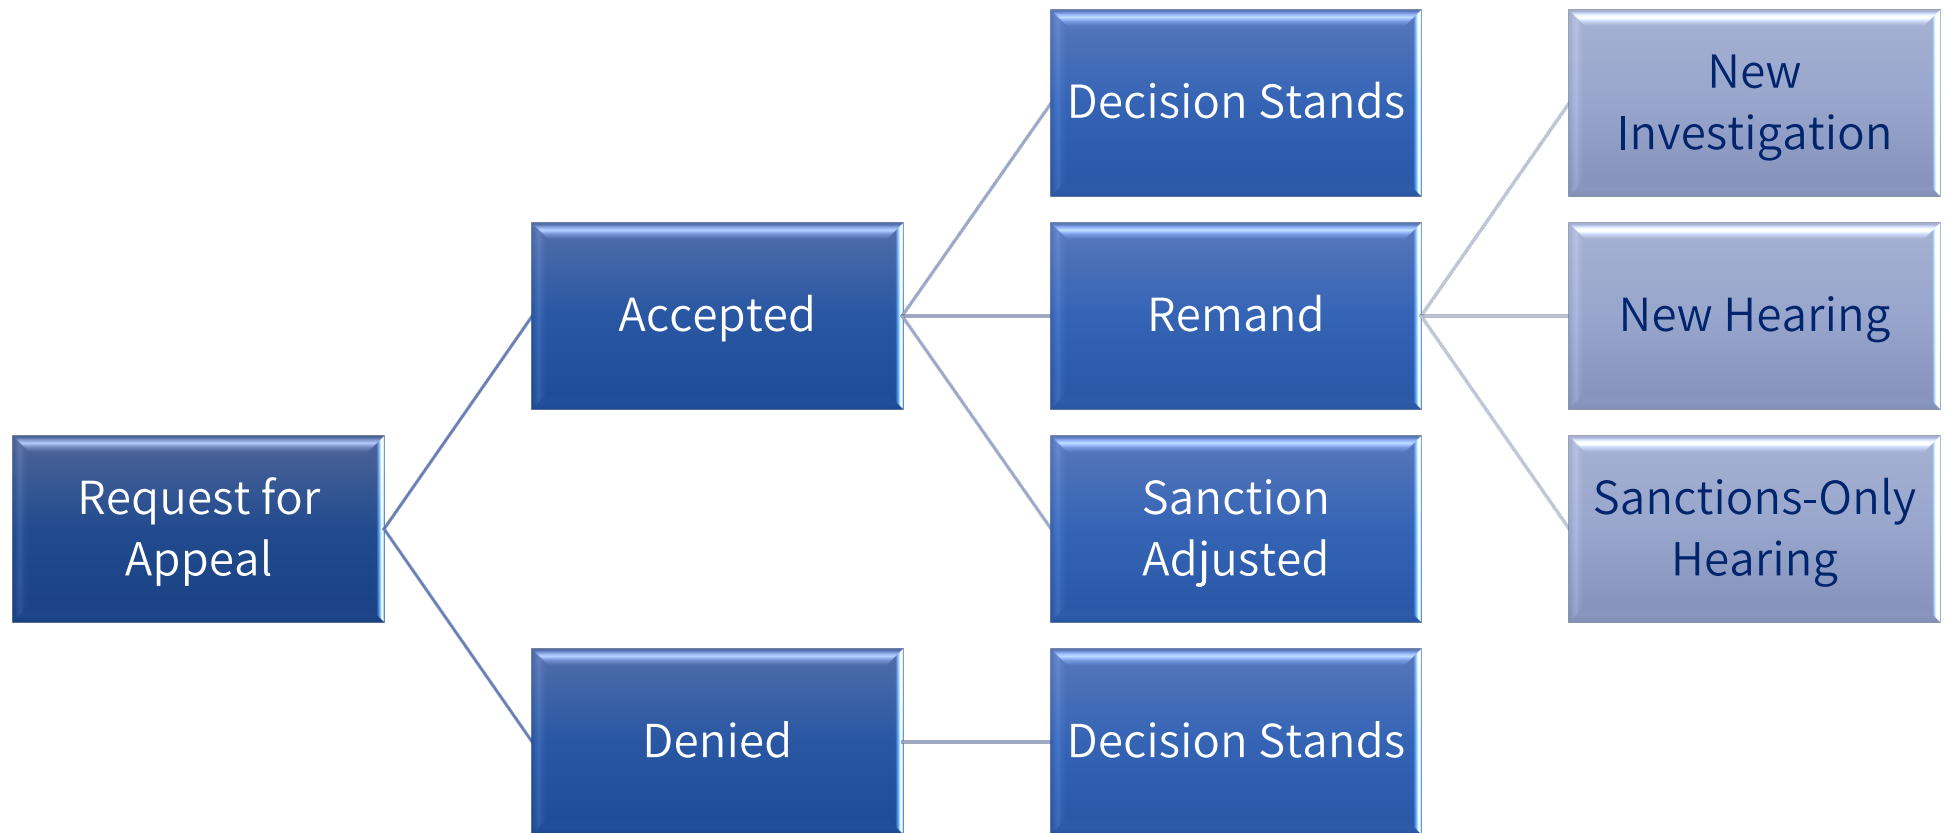 Request for
Appeal
Accepted
Decision Stands
Remand
New
Investigation
New Hearing
Sanctions-Only
Hearing
Sanction
Adjusted
Denied
Decision Stands